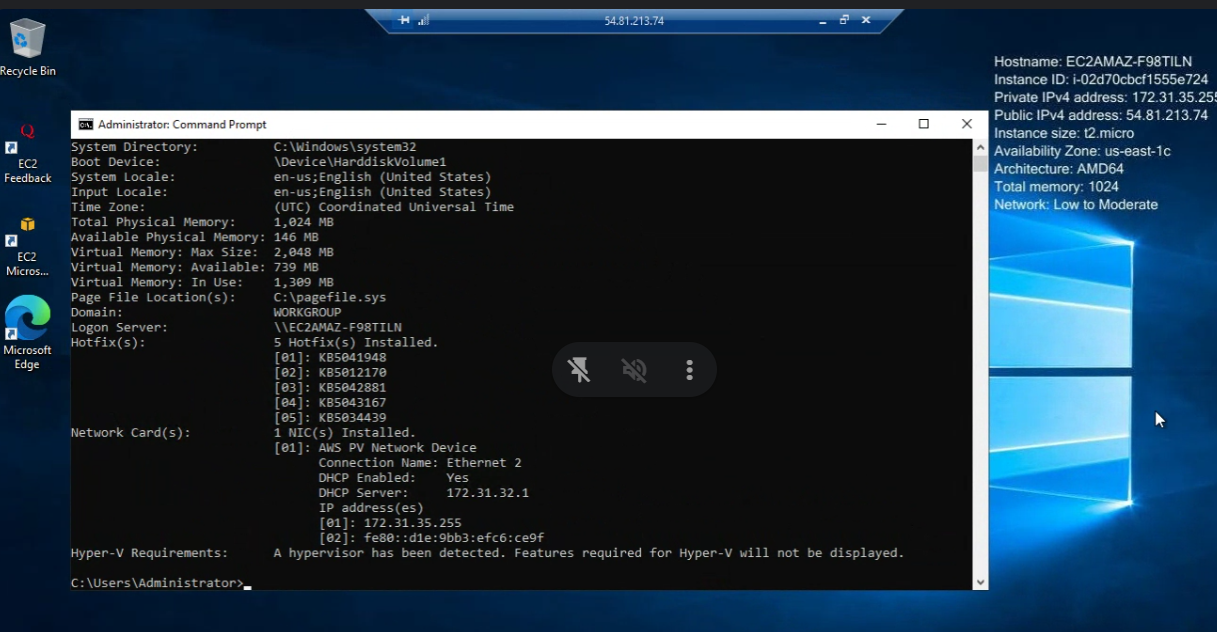 54.81.213.74
Recycle Bin
EC2
Feedback
EC2
Micros...
Microsoft
Edge
Hostname: EC2AMAZ-F98TILN
Instance ID: i-02d70cbcf1555e724
Private IPv4 address: 172.31.35.255
Public IPv4 address: 54.81.213.74
Instance size: t2.micro
Availability Zone: us-east-1c
Architecture: AMD64
Total memory: 1024
Network: Low to Moderate
Administrator: Command Prompt
System Directory: C:\Windows\system32
Boot Device: \Device\HarddiskVolume1
System Locale: en-us;English (United States)
Input Locale: en-us;English (United States)
Time Zone: (UTC) Coordinated Universal Time
Total Physical Memory: 1,024 MB
Available Physical Memory: 146 MB
Virtual Memory: Max Size: 2,048 MB
Virtual Memory: Available: 739 MB
Virtual Memory: In Use: 1,309 MB
Page File Location(s): C:\pagefile.sys
Domain: WORKGROUP
Logon Server: \\EC2AMAZ-F98TILN
Hotfix(s): 5 Hotfix(s) Installed.
[01]: KB5041948
[02]: KB5012170
[03]: KB5042881
[04]: KB5043167
[05]: KB5034439
Network Card(s): 1 NIC(s) Installed.
[01]: AWS PV Network Device
Connection Name: Ethernet 2
DHCP Enabled: Yes
DHCP Server: 172.31.32.1
IP address(es)
[01]: 172.31.35.255
[02]: fe80::d1e:9bb3:efc6:ce9f
Hyper-V Requirements: A hypervisor has been detected. Features required for Hyper-V will not be displayed.
C:\Users\Administrator>